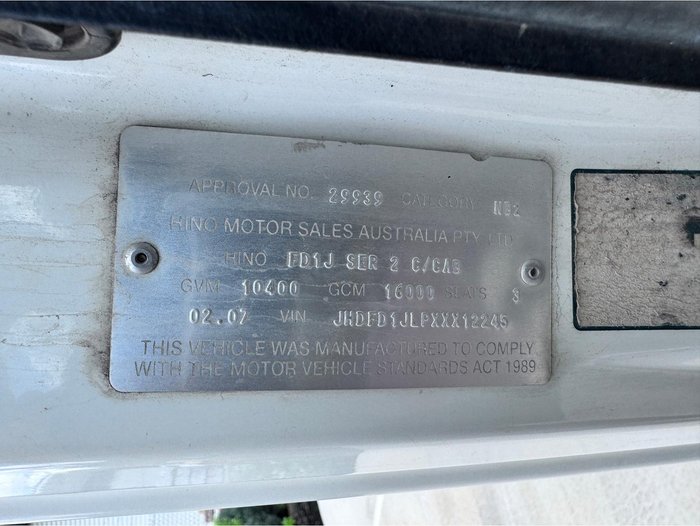 APPROVAL NO. 29939 CATEGORY NB2
HINO MOTOR SALES AUSTRALIA PTY. LTD.
HINO FD1J SER 2 C/CAB
GVM 10400 GCM 16000 SEATS 3
02.07 VIN JHDFD1JLPXXX12245
THIS VEHICLE WAS MANUFACTURED TO COMPLY
WITH THE MOTOR VEHICLE STANDARDS ACT 1989